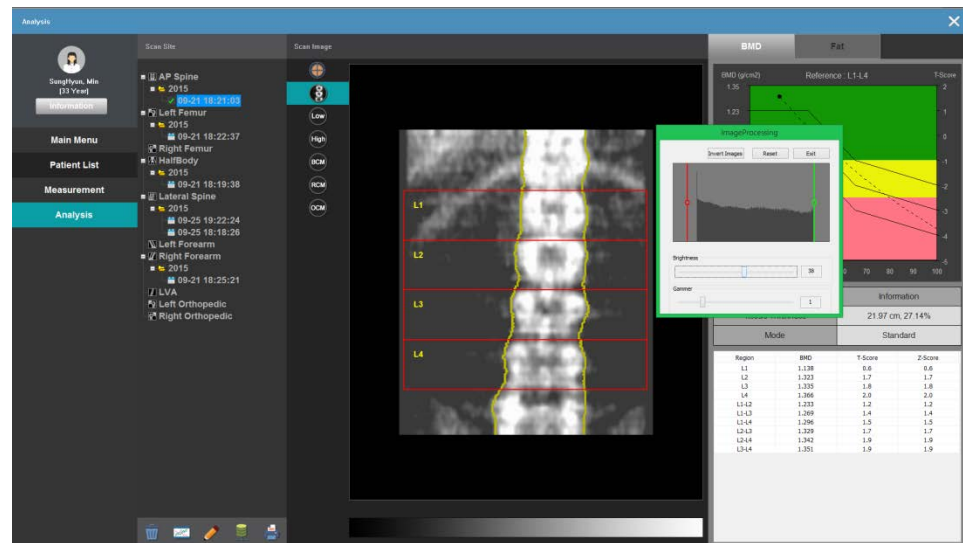 Analysis
SungHyun, Min
(33 Year)
Information
Main Menu
Patient List
Measurement
Analysis
Scan Site
AP Spine
2015
09-21 18:21:03
Left Femur
2015
09-21 18:22:37
Right Femur
HalfBody
2015
09-21 18:19:38
Lateral Spine
2015
09-25 19:22:24
09-25 18:18:26
Left Forearm
Right Forearm
2015
09-21 18:25:21
LVA
Left Orthopedic
Right Orthopedic
Scan Image
Low
High
BCM
RCM
OCM
L1
L2
L3
L4
BMD Fat
BMD (g/cm2) Reference : L1-L4 T-Score
1.35 2
1.23 1
0
-1
-2
-3
-4
-5
70 80 90 100
ImageProcessing
Invert Images Reset Exit
Brightness
38
Gammer
1
Information
21.97 cm, 27.14%
Mode Standard
Region BMD T-Score Z-Score
L1 1.138 0.6 0.6
L2 1.323 1.7 1.7
L3 1.335 1.8 1.8
L4 1.366 2.0 2.0
L1-L2 1.233 1.2 1.2
L1-L3 1.269 1.4 1.4
L1-L4 1.296 1.5 1.5
L2-L3 1.329 1.7 1.7
L2-L4 1.342 1.9 1.9
L3-L4 1.351 1.9 1.9